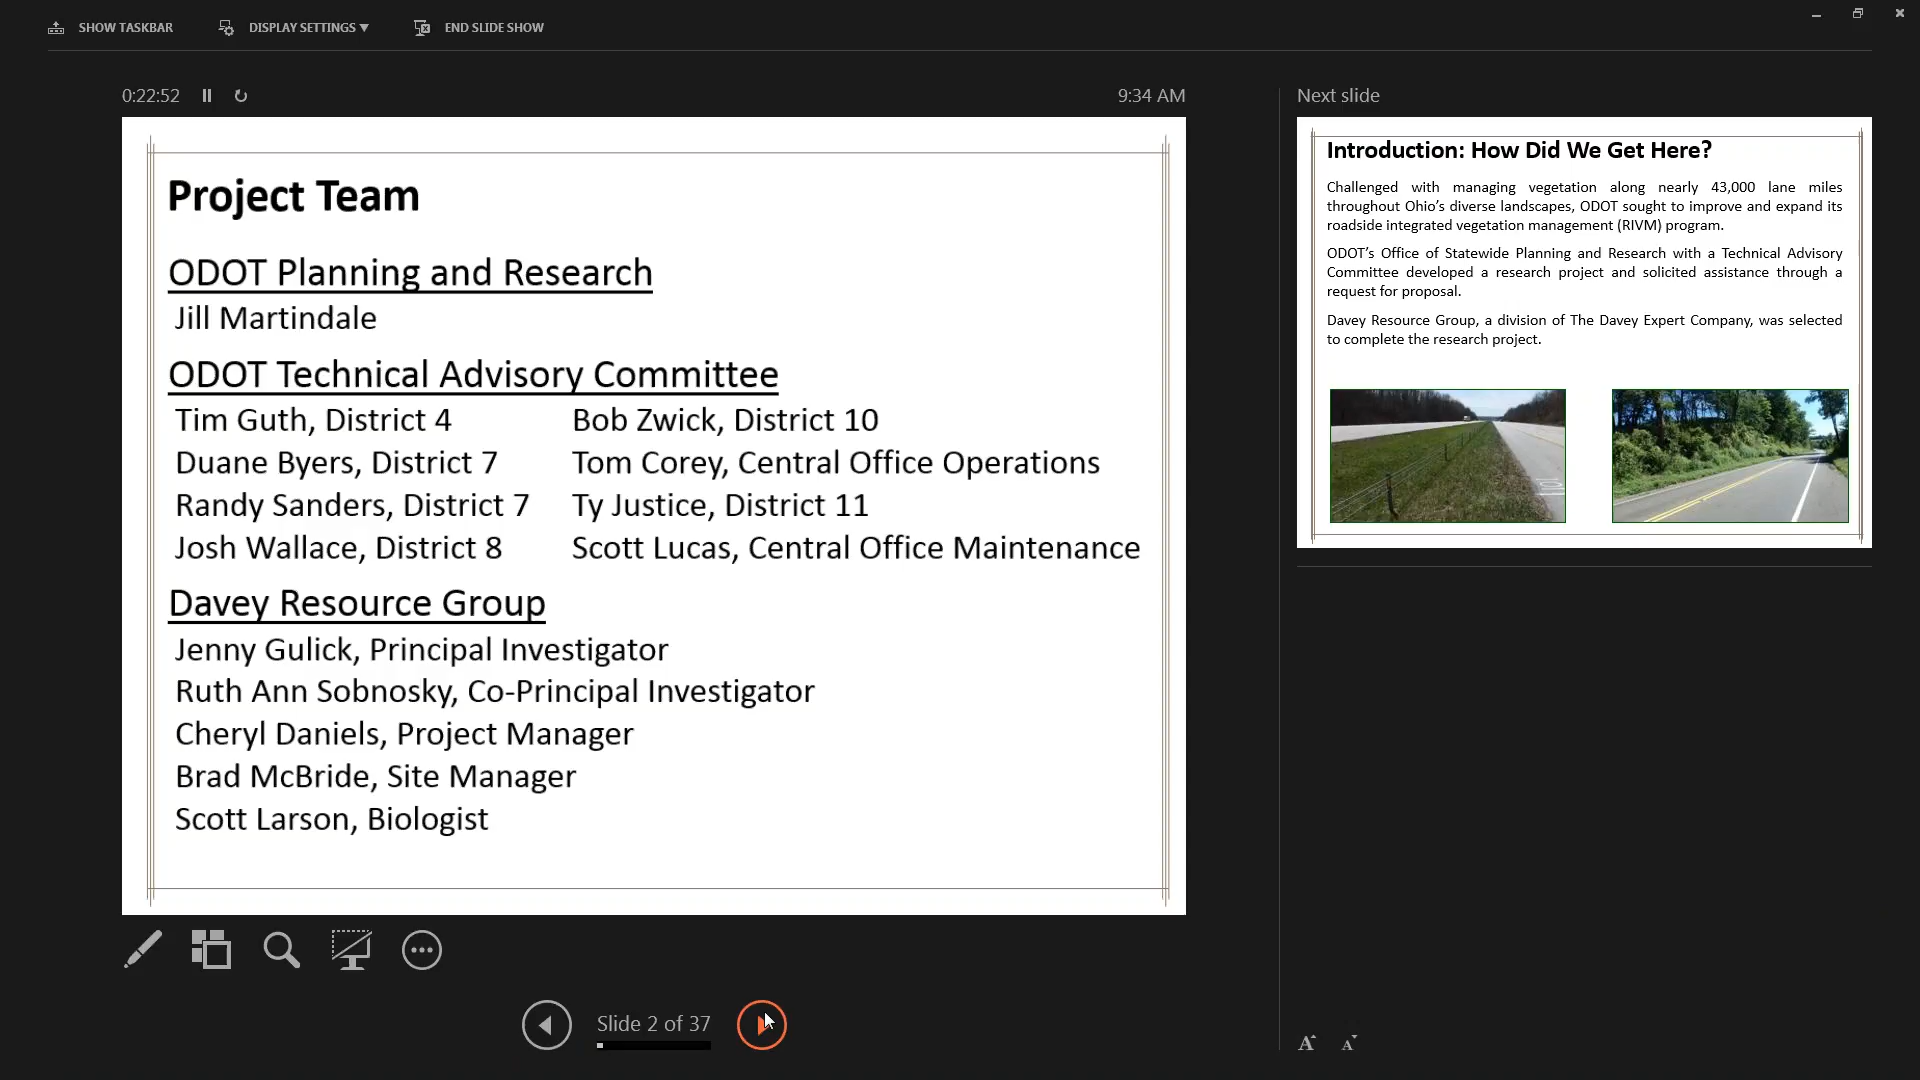 SHOW TASKBAR
DISPLAY SETTINGS ▼
END SLIDE SHOW
0:22:52
9:34 AM
Project Team
ODOT Planning and Research
Jill Martindale
ODOT Technical Advisory Committee
Tim Guth, District 4 Bob Zwick, District 10
Duane Byers, District 7 Tom Corey, Central Office Operations
Randy Sanders, District 7 Ty Justice, District 11
Josh Wallace, District 8 Scott Lucas, Central Office Maintenance
Davey Resource Group
Jenny Gulick, Principal Investigator
Ruth Ann Sobnosky, Co-Principal Investigator
Cheryl Daniels, Project Manager
Brad McBride, Site Manager
Scott Larson, Biologist
Slide 2 of 37
Next slide
Introduction: How Did We Get Here?
Challenged with managing vegetation along nearly 43,000 lane miles
throughout Ohio’s diverse landscapes, ODOT sought to improve and expand its
roadside integrated vegetation management (RIVM) program.
ODOT’s Office of Statewide Planning and Research with a Technical Advisory
Committee developed a research project and solicited assistance through a
request for proposal.
Davey Resource Group, a division of The Davey Expert Company, was selected
to complete the research project.
A A